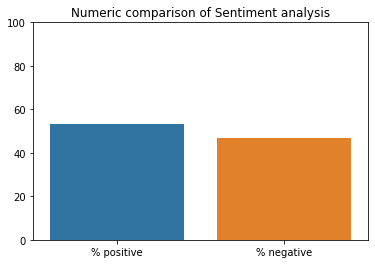 Numeric comparison of Sentiment analysis
100
80
60
40
20
0
% positive
% negative